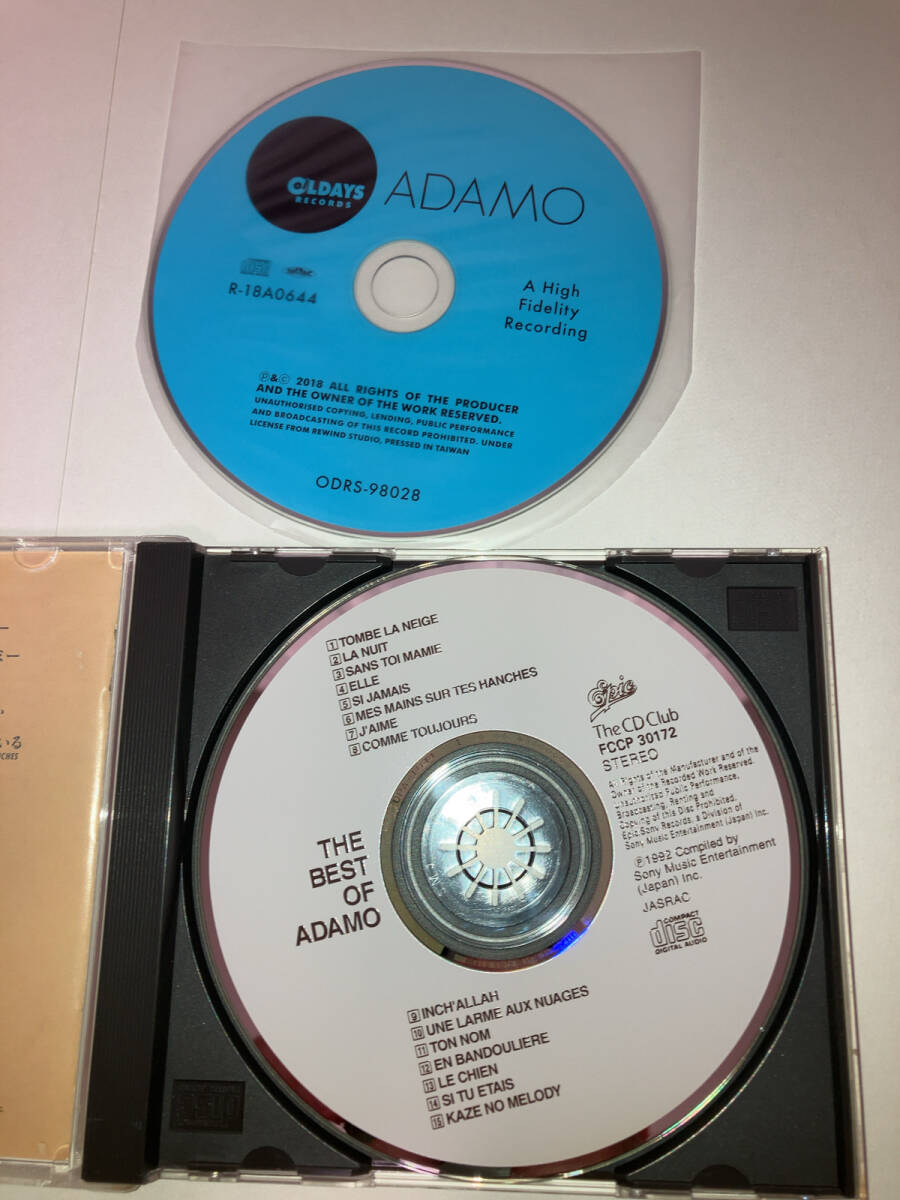 OLDAYS
RECORDS
ADAMO
R-18A0644
A High
Fidelity
Recording
Ⓟ&Ⓒ 2018 ALL RIGHTS OF THE PRODUCER
AND THE OWNER OF THE WORK RESERVED.
UNAUTHORISED COPYING, LENDING, PUBLIC PERFORMANCE
AND BROADCASTING OF THIS RECORD PROHIBITED. UNDER
LICENSE FROM REWIND STUDIO, PRESSED IN TAIWAN
ODRS-98028
いる
1 TOMBE LA NEIGE
2 LA NUIT
3 SANS TOI MAMIE
4 ELLE
5 SI JAMAIS
6 MES MAINS SUR TES HANCHES
7 J'AIME
8 COMME TOUJOURS
Epic
The CD Club
FCCP 30172
STEREO
All Rights of the Manufacturer and of the
Owner of the Recorded Work Reserved.
Unauthorized Public Performance,
Broadcasting, Renting and
Copying of this Disc Prohibited.
Epic/Sony Records, a Division of
Sony Music Entertainment (Japan) Inc.
Ⓟ1992 Compiled by
Sony Music Entertainment
(Japan) Inc.
JASRAC
COMPACT
disc
DIGITAL AUDIO
THE
BEST
OF
ADAMO
9 INCH'ALLAH
10 UNE LARME AUX NUAGES
11 TON NOM
12 EN BANDOULIERE
13 LE CHIEN
14 SI TU ETAIS
15 KAZE NO MELODY